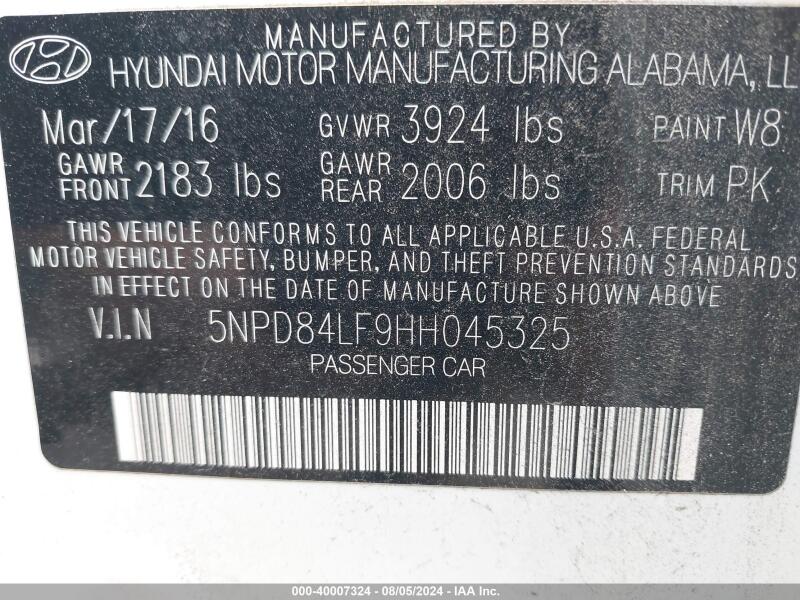 MANUFACTURED BY
HYUNDAI MOTOR MANUFACTURING ALABAMA, LL
Mar/17/16 GVWR 3924 lbs PAINT W8
GAWR FRONT 2183 lbs GAWR REAR 2006 lbs TRIM PK
THIS VEHICLE CONFORMS TO ALL APPLICABLE U.S.A. FEDERAL
MOTOR VEHICLE SAFETY, BUMPER, AND THEFT PREVENTION STANDARDS
IN EFFECT ON THE DATE OF MANUFACTURE SHOWN ABOVE.
V.I.N 5NPD84LF9HH045325
PASSENGER CAR
000-40007324 - 08/05/2024 - IAA Inc.